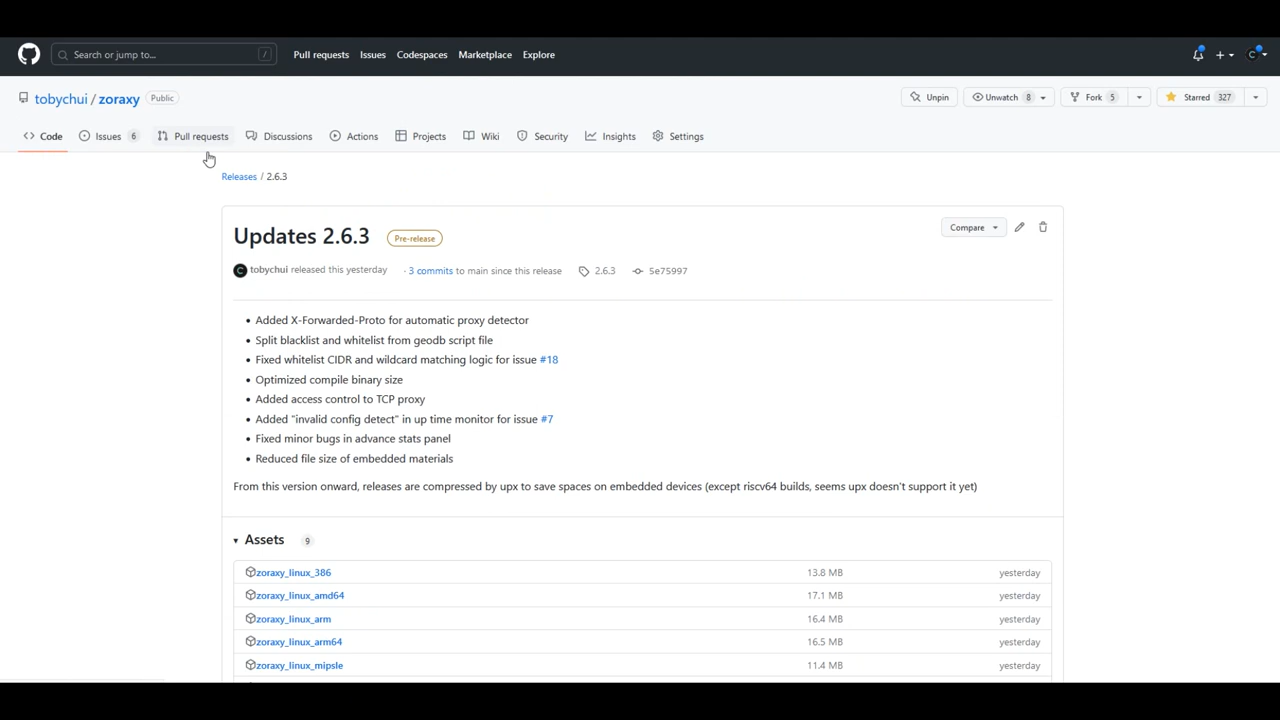 Search or jump to... / Pull requests Issues Codespaces Marketplace Explore
tobychui / zoraxy Public Unpin Unwatch 8 Fork 5 Starred 327
Code Issues 6 Pull requests Discussions Actions Projects Wiki Security Insights Settings
Releases / 2.6.3
Updates 2.6.3 Pre-release Compare
tobychui released this yesterday · 3 commits to main since this release 2.6.3 5e75997
• Added X-Forwarded-Proto for automatic proxy detector
• Split blacklist and whitelist from geodb script file
• Fixed whitelist CIDR and wildcard matching logic for issue #18
• Optimized compile binary size
• Added access control to TCP proxy
• Added "invalid config detect" in up time monitor for issue #7
• Fixed minor bugs in advance stats panel
• Reduced file size of embedded materials
From this version onward, releases are compressed by upx to save spaces on embedded devices (except riscv64 builds, seems upx doesn't support it yet)
Assets 9
zoraxy_linux_386 13.8 MB yesterday
zoraxy_linux_amd64 17.1 MB yesterday
zoraxy_linux_arm 16.4 MB yesterday
zoraxy_linux_arm64 16.5 MB yesterday
zoraxy_linux_mipsle 11.4 MB yesterday